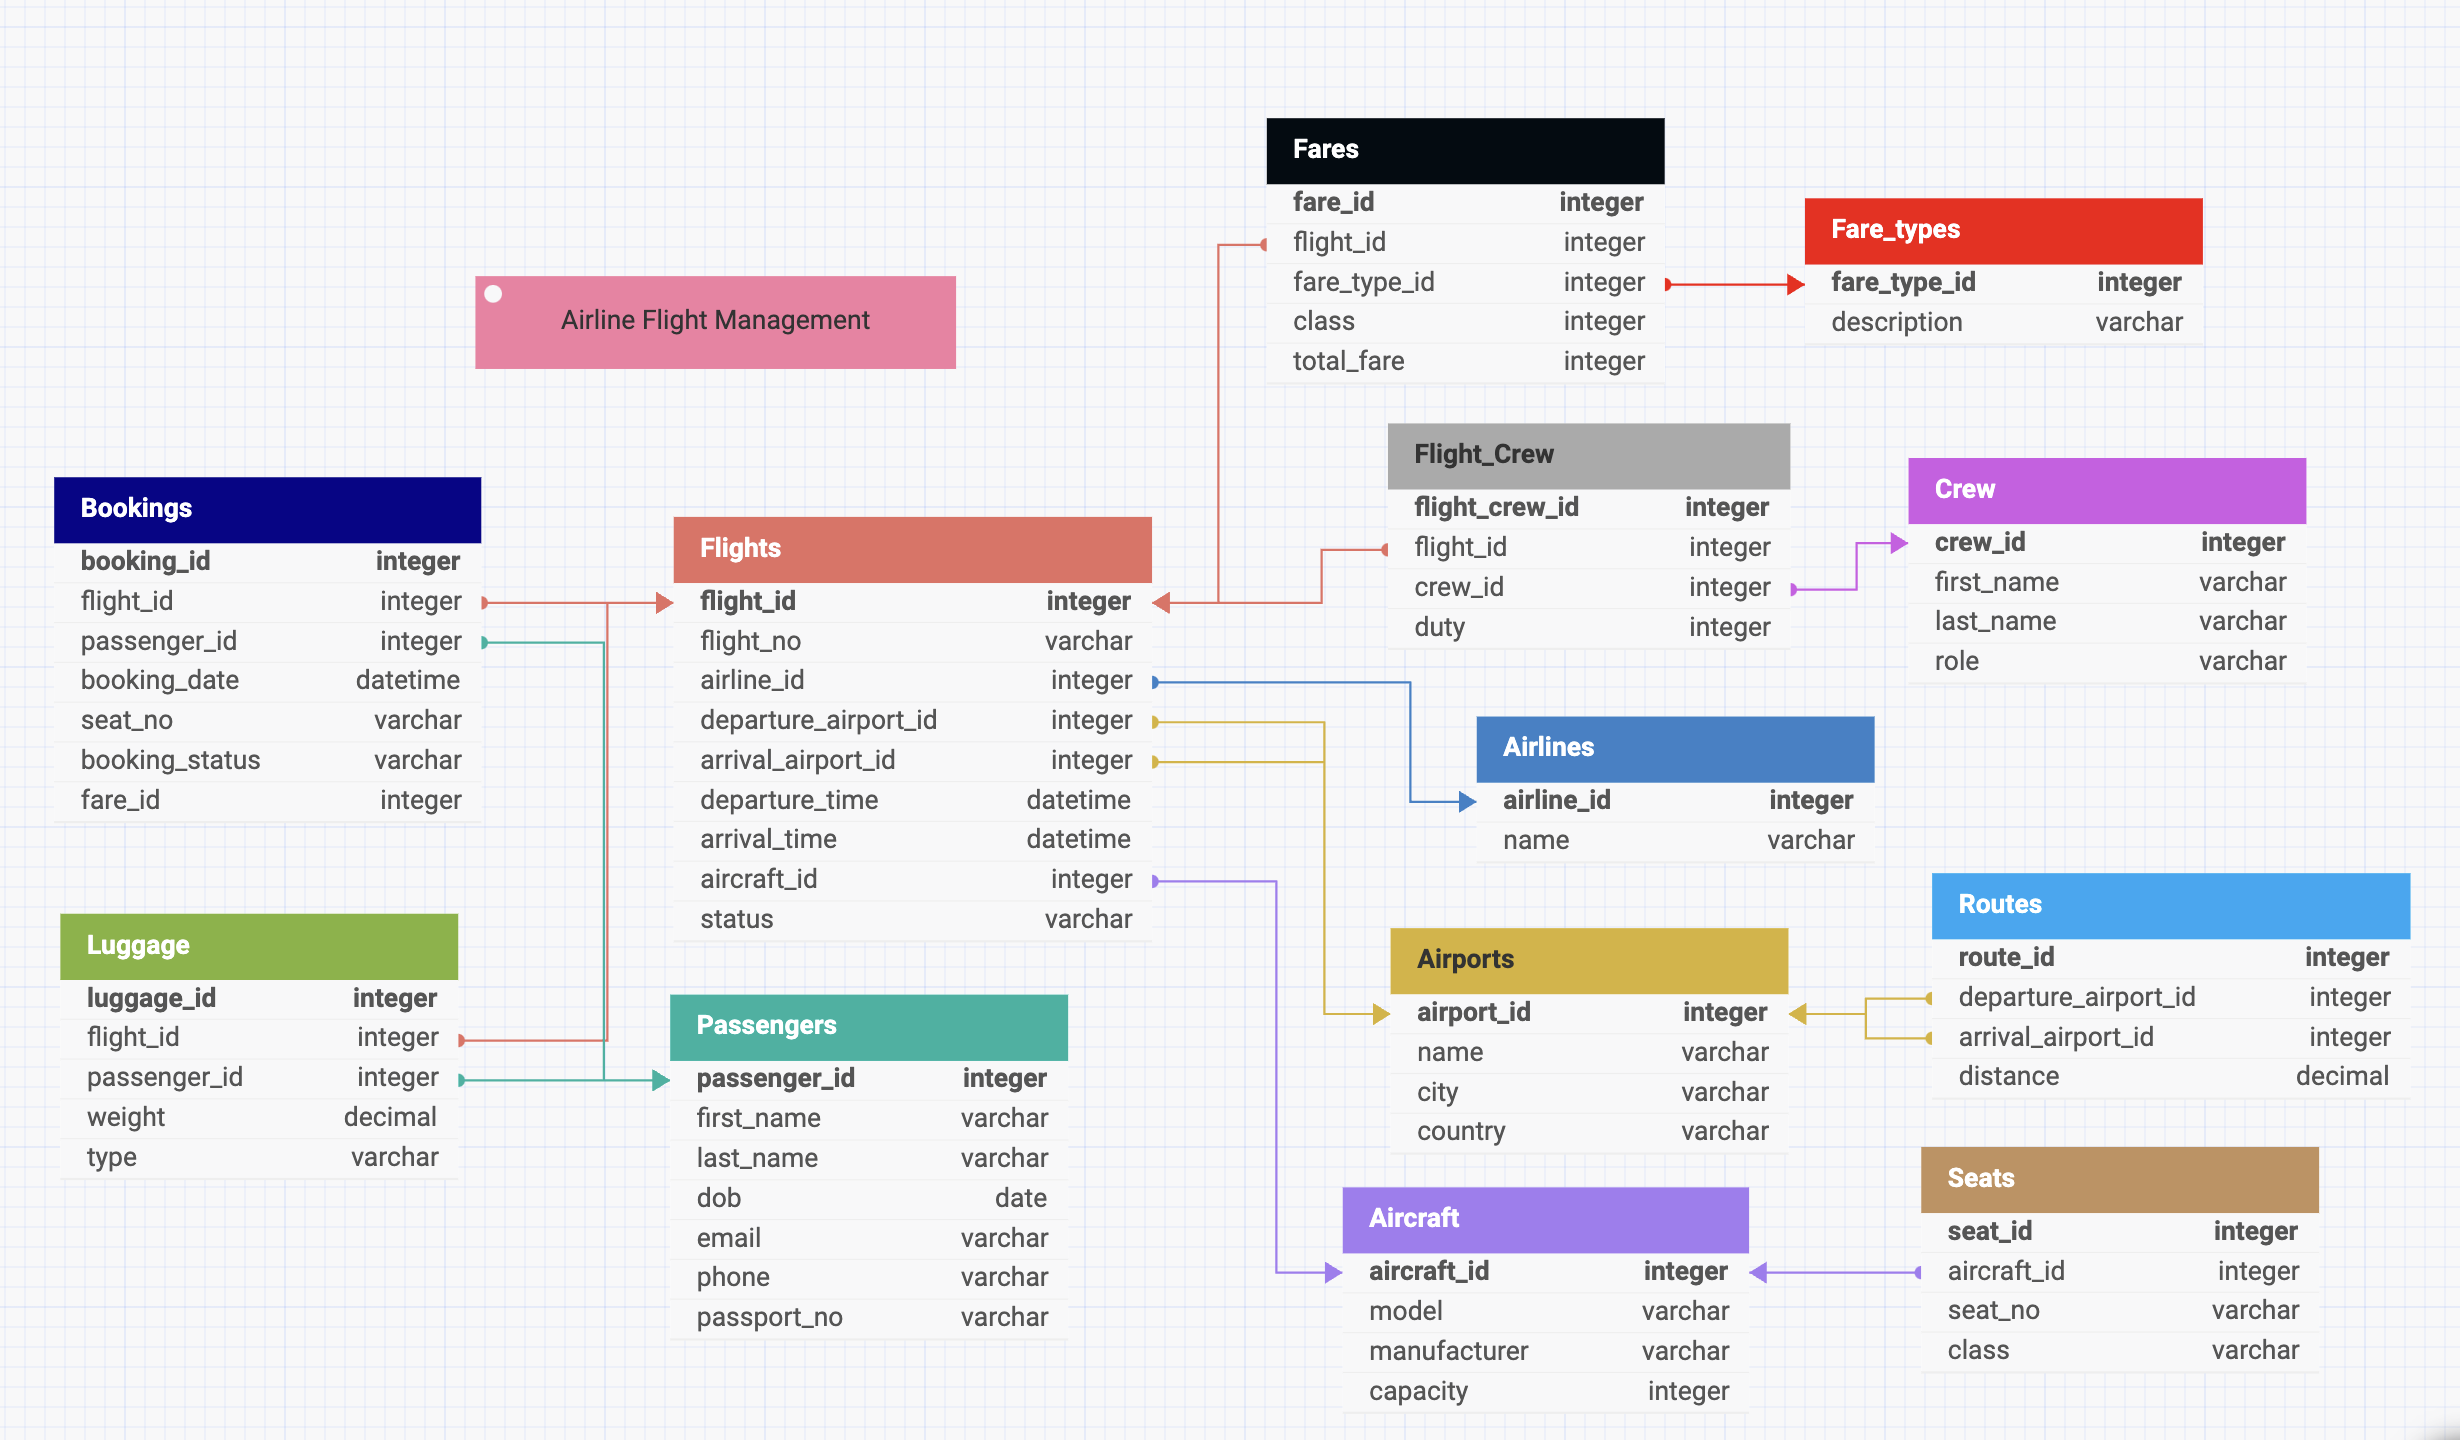 Airline Flight Management
Bookings
booking_id integer
flight_id integer
passenger_id integer
booking_date datetime
seat_no varchar
booking_status varchar
fare_id integer
Luggage
luggage_id integer
flight_id integer
passenger_id integer
weight decimal
type varchar
Flights
flight_id integer
flight_no varchar
airline_id integer
departure_airport_id integer
arrival_airport_id integer
departure_time datetime
arrival_time datetime
aircraft_id integer
status varchar
Passengers
passenger_id integer
first_name varchar
last_name varchar
dob date
email varchar
phone varchar
passport_no varchar
Fares
fare_id integer
flight_id integer
fare_type_id integer
class integer
total_fare integer
Fare_types
fare_type_id integer
description varchar
Flight_Crew
flight_crew_id integer
flight_id integer
crew_id integer
duty integer
Crew
crew_id integer
first_name varchar
last_name varchar
role varchar
Airlines
airline_id integer
name varchar
Airports
airport_id integer
name varchar
city varchar
country varchar
Routes
route_id integer
departure_airport_id integer
arrival_airport_id integer
distance decimal
Aircraft
aircraft_id integer
model varchar
manufacturer varchar
capacity integer
Seats
seat_id integer
aircraft_id integer
seat_no varchar
class varchar